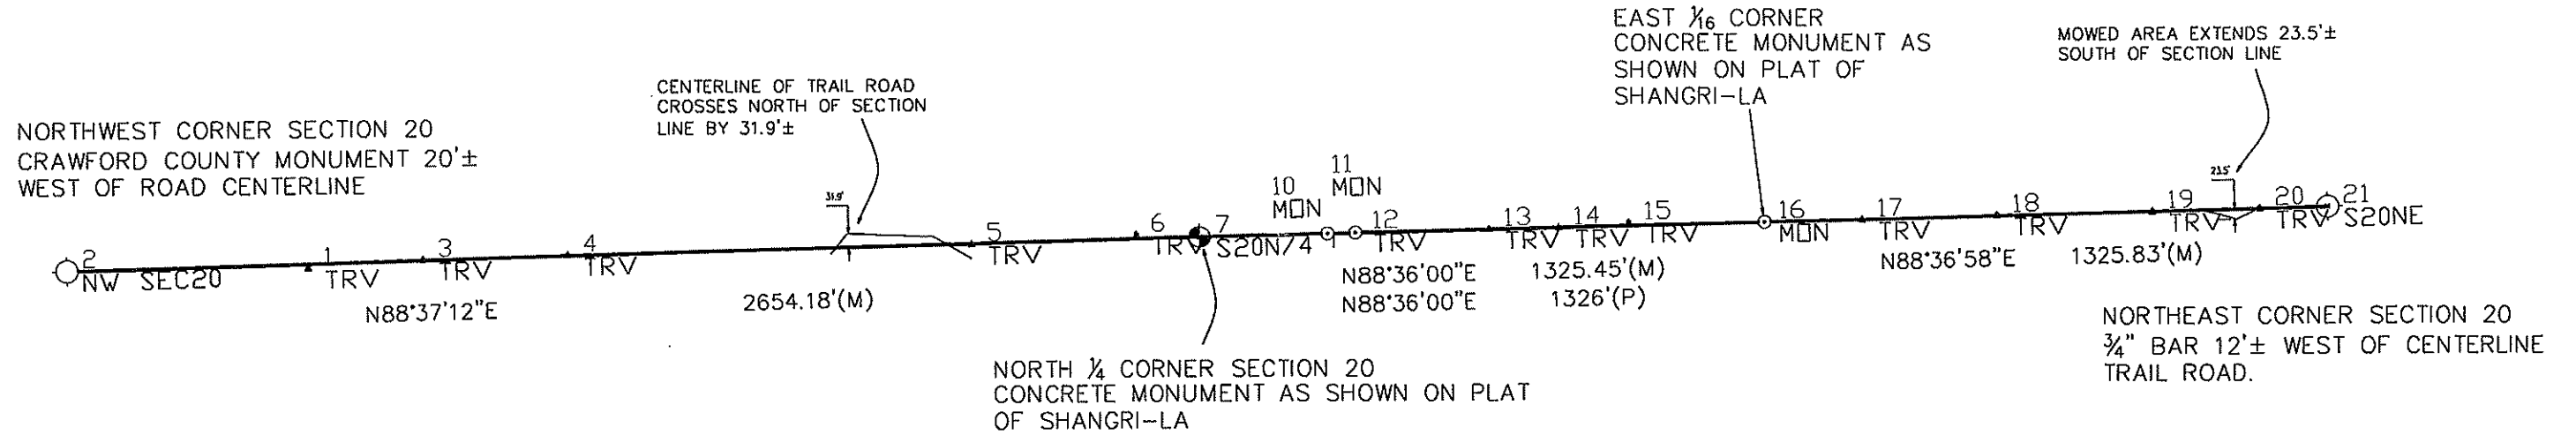 EAST 1/16 CORNER
CONCRETE MONUMENT AS
SHOWN ON PLAT OF
SHANGRI-LA
MOWED AREA EXTENDS 23.5'±
SOUTH OF SECTION LINE
CENTERLINE OF TRAIL ROAD
CROSSES NORTH OF SECTION
LINE BY 31.9'±
NORTHWEST CORNER SECTION 20
CRAWFORD COUNTY MONUMENT 20'±
WEST OF ROAD CENTERLINE
31.9'
23.5'
2
NW SEC20
1
TRV
3
TRV
4
TRV
5
TRV
6
TRV
7
S20N/4
10
MON
11
MON
12
TRV
13
TRV
14
TRV
15
TRV
16
MON
17
TRV
18
TRV
19
TRV
20
TRV
21
S20NE
N88°37'12"E
2654.18'(M)
N88°36'00"E 1325.45'(M)
N88°36'00"E 1326'(P)
N88°36'58"E 1325.83'(M)
NORTH 1/4 CORNER SECTION 20
CONCRETE MONUMENT AS SHOWN ON PLAT
OF SHANGRI-LA
NORTHEAST CORNER SECTION 20
3/4" BAR 12'± WEST OF CENTERLINE
TRAIL ROAD.